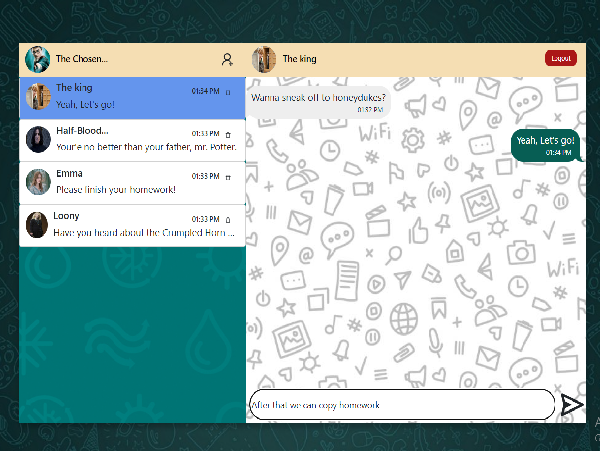 The Chosen...
The king
Logout
The king
01:34 PM
Yeah, Let's go!
Half-Blood...
01:33 PM
Your'e no better than your father, mr. Potter.
Emma
01:33 PM
Please finish your homework!
Loony
01:33 PM
Have you heard about the Crumpled Horn ...
Wanna sneak off to honeydukes?
01:32 PM
Yeah, Let's go!
01:34 PM
WiFi
WiFi
After that we can copy homework